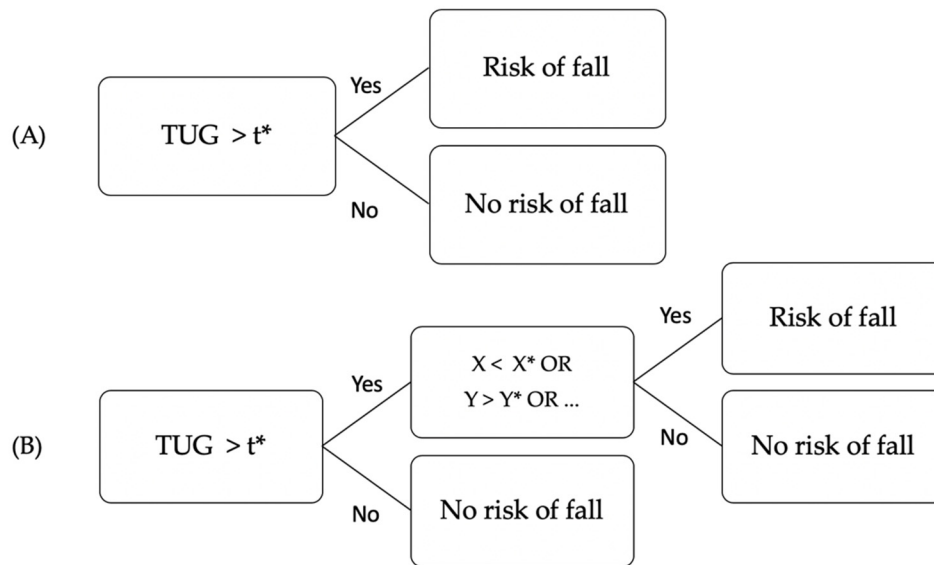 (A)
TUG > t*
Yes
Risk of fall
No
No risk of fall
(B)
TUG > t*
Yes
X < X* OR
Y > Y* OR ...
Yes
Risk of fall
No
No risk of fall
No
No risk of fall